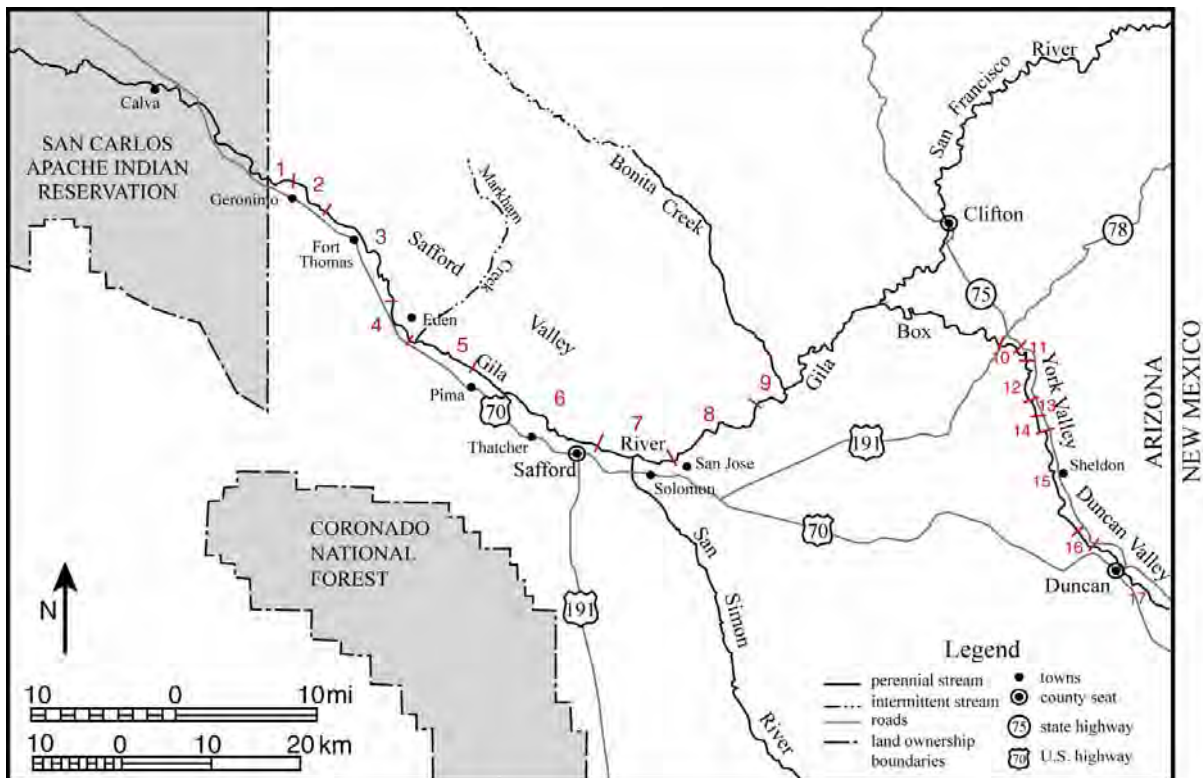 San Francisco River
Calva
SAN CARLOS
APACHE INDIAN
RESERVATION
1
2
Geronimo
Markham Creek
Bonita Creek
Clifton
78
3
Fort
Thomas
Safford
Valley
75
Eden
4
Box
10
11
5
Gila
River
Gila
9
York Valley
12
13
14
Pima
70
6
7
8
191
Thatcher
Safford
San Jose
Solomon
Sheldon
15
ARIZONA
NEW MEXICO
CORONADO
NATIONAL
FOREST
San Simon River
70
Duncan Valley
16
Duncan
17
N
191
Legend
perennial stream
intermittent stream
roads
land ownership
boundaries
towns
county seat
75 state highway
70 U.S. highway
10 0 10 mi
10 0 10 20 km